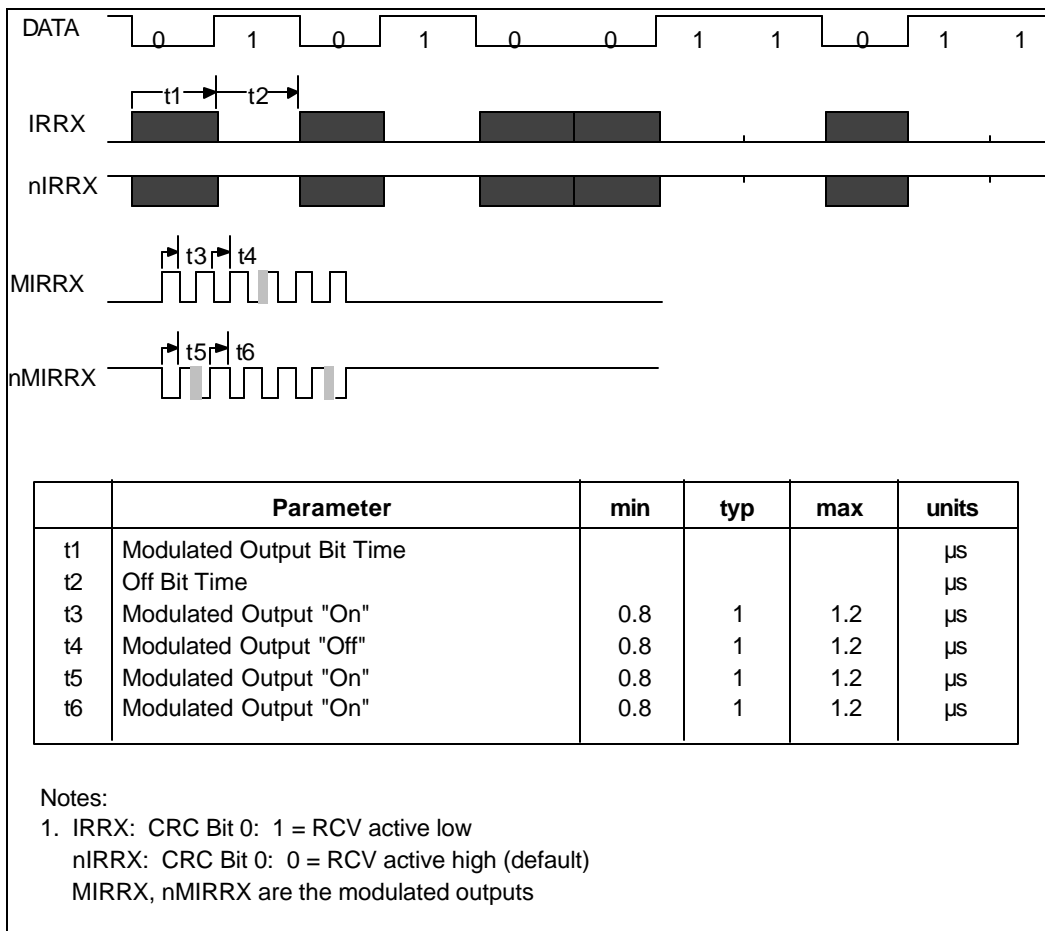 DATA 0 1 0 1 0 0 1 1 0 1 1
t1 t2
IRRX
nIRRX
t3 t4
MIRRX
t5 t6
nMIRRX
Parameter min typ max units
t1 Modulated Output Bit Time µs
t2 Off Bit Time µs
t3 Modulated Output "On" 0.8 1 1.2 µs
t4 Modulated Output "Off" 0.8 1 1.2 µs
t5 Modulated Output "On" 0.8 1 1.2 µs
t6 Modulated Output "On" 0.8 1 1.2 µs
Notes:
1. IRRX: CRC Bit 0: 1 = RCV active low
nIRRX: CRC Bit 0: 0 = RCV active high (default)
MIRRX, nMIRRX are the modulated outputs